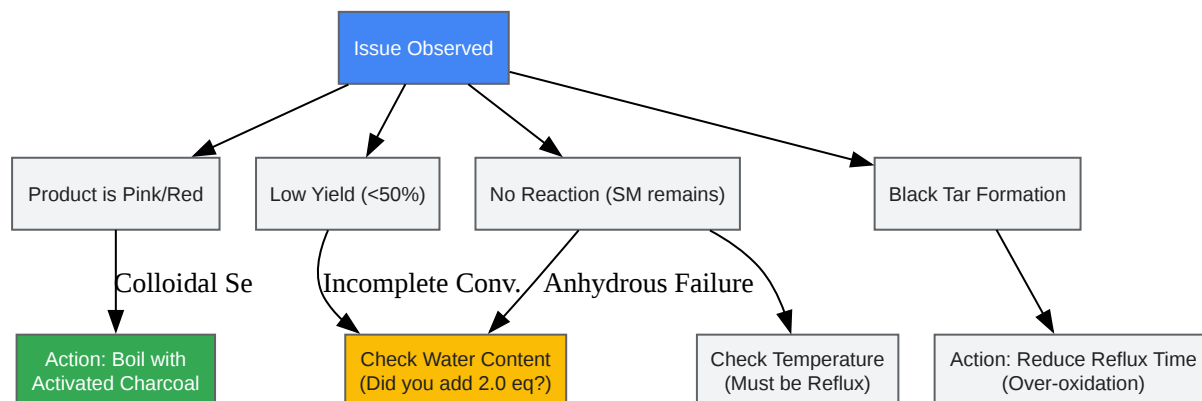 Issue Observed
Product is Pink/Red
Low Yield (<50%)
No Reaction (SM remains)
Black Tar Formation
Colloidal Se
Incomplete Conv.
Anhydrous Failure
Action: Boil with
Activated Charcoal
Check Water Content
(Did you add 2.0 eq?)
Check Temperature
(Must be Reflux)
Action: Reduce Reflux Time
(Over-oxidation)